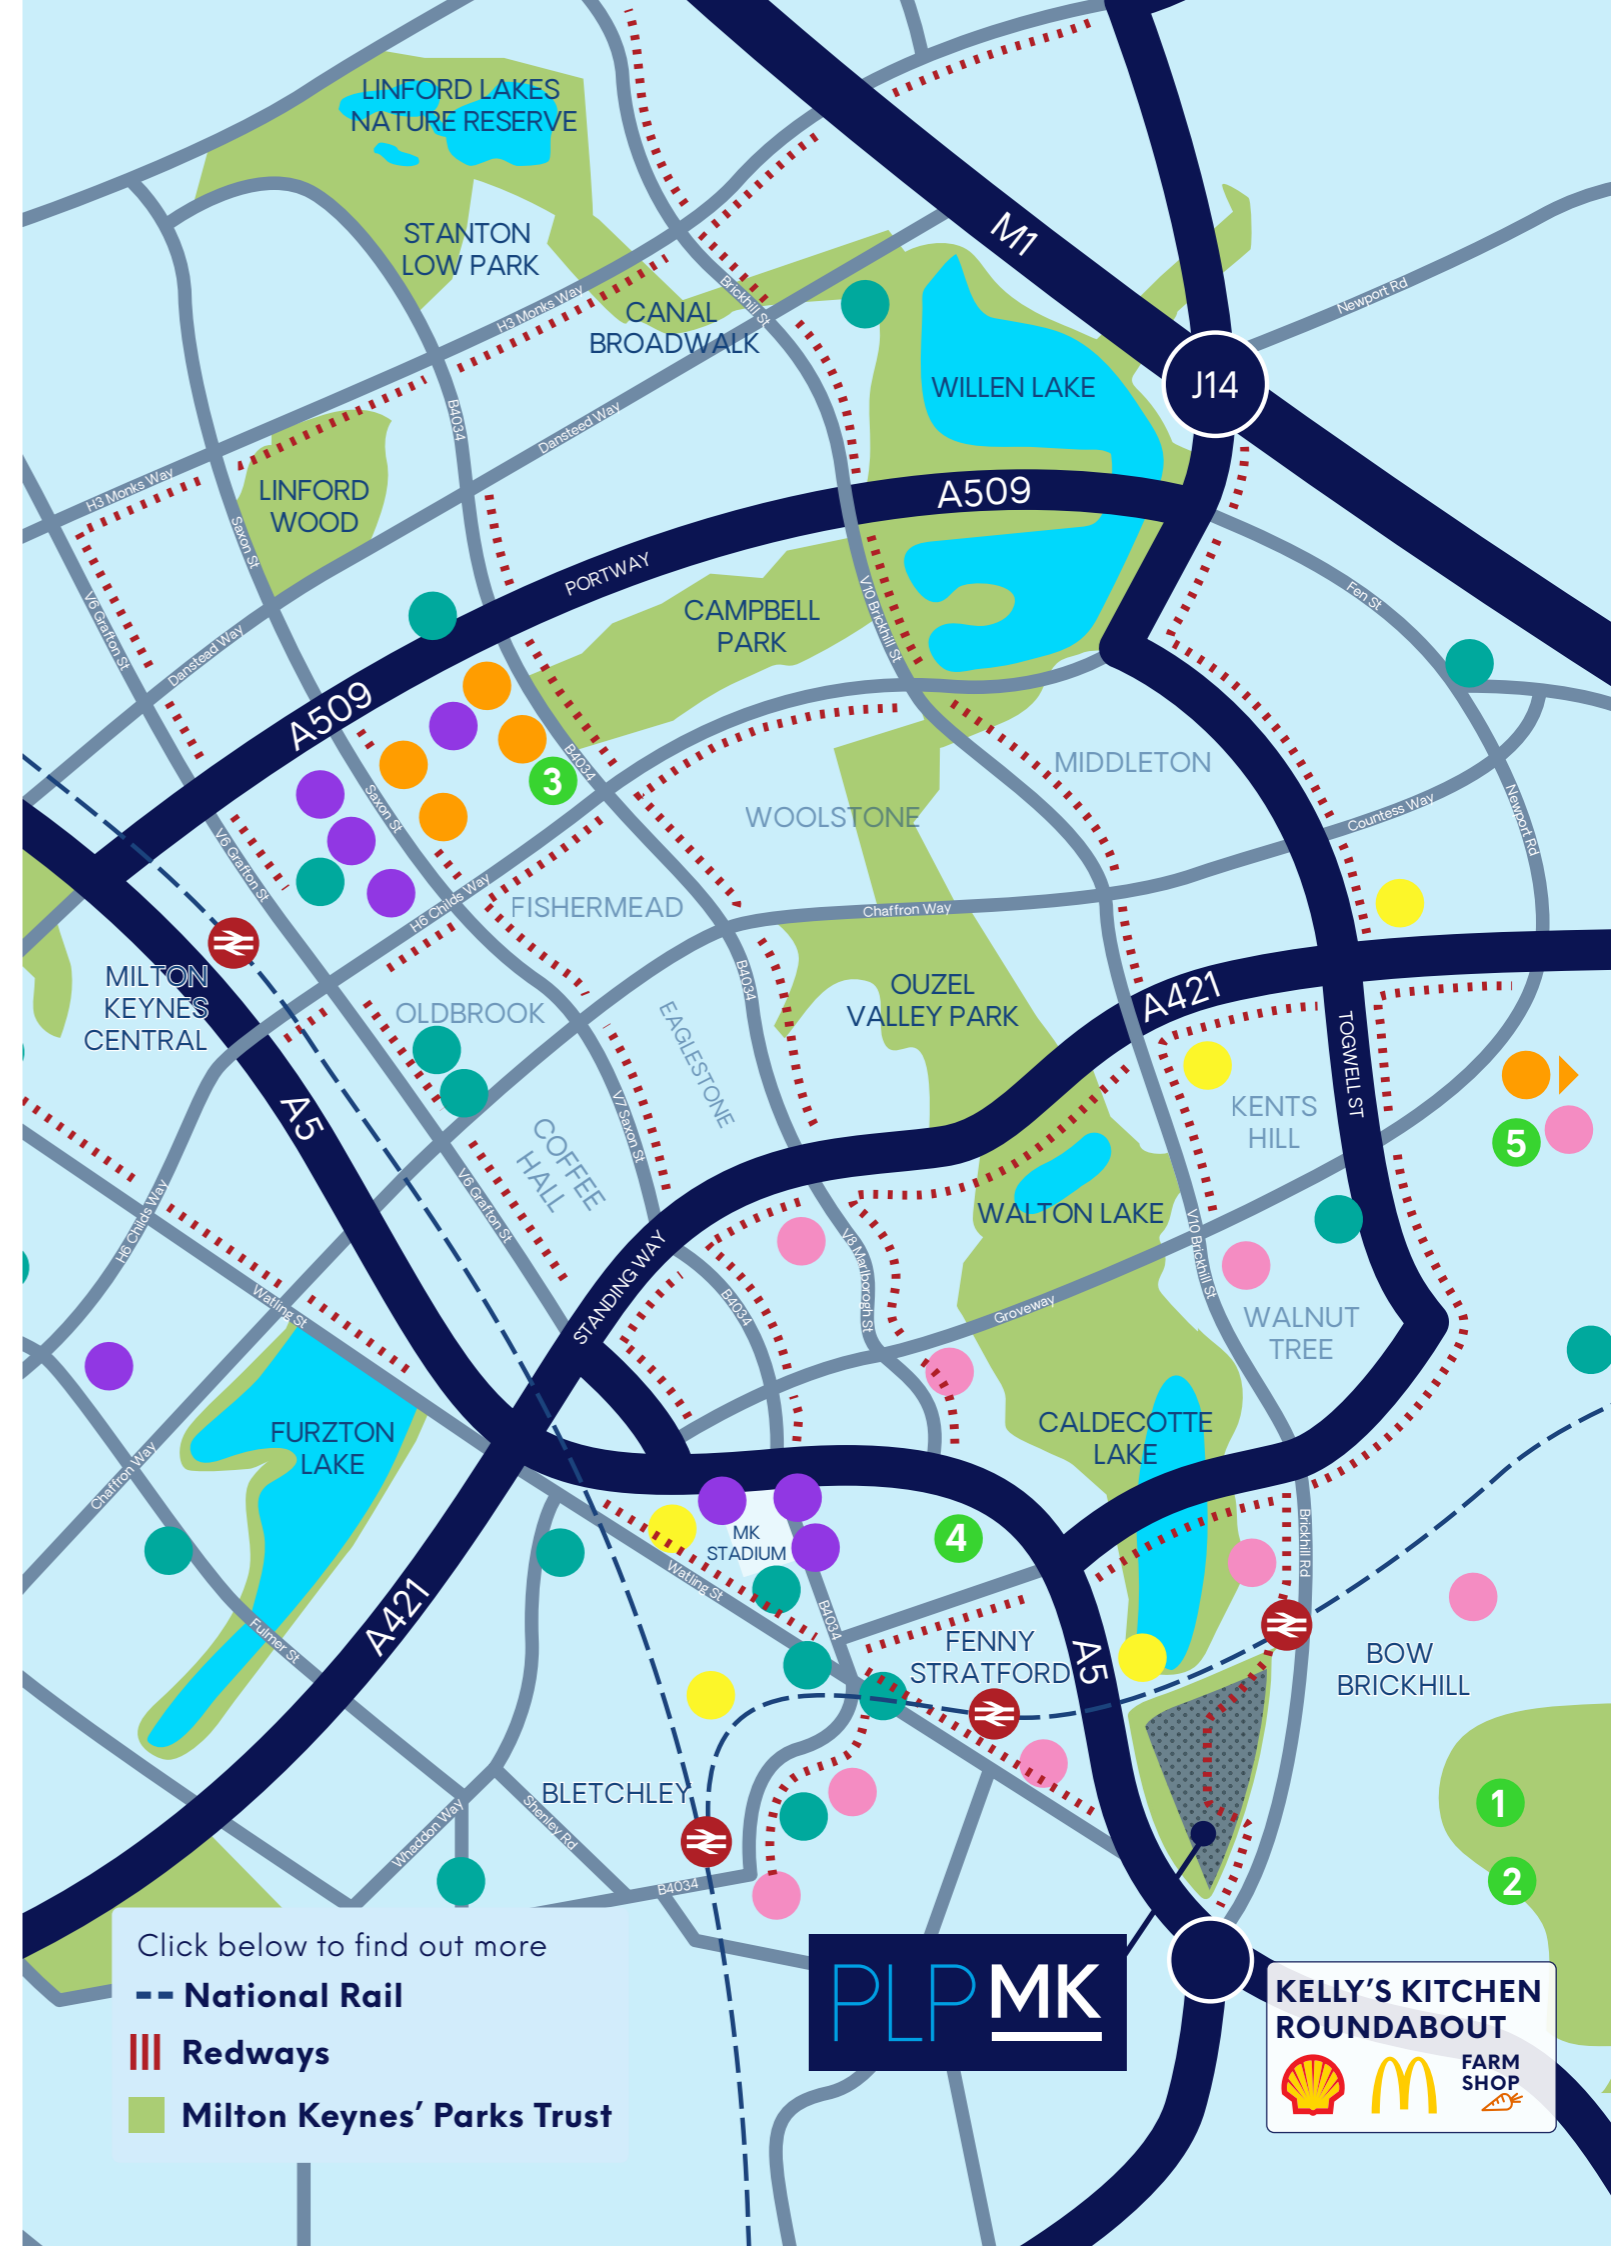 LINFORD LAKES
NATURE RESERVE
STANTON
LOW PARK
M1
Newport Rd
H3 Monks Way
Brickhill St
CANAL
BROADWALK
WILLEN LAKE
J14
B4034
Dansteed Way
H3 Monks Way
LINFORD
WOOD
A509
Saxon St
PORTWAY
V6 Grafton St
Danstead Way
CAMPBELL
PARK
V10 Brickhill St
Fen St
A509
B4034
3
MIDDLETON
WOOLSTONE
Saxon St
V6 Grafton St
Countess Way
Newport Rd
H6 Childs Way
FISHERMEAD
Chaffron Way
MILTON
KEYNES
CENTRAL
OLDBROOK
EAGLESTONE
B4034
OUZEL
VALLEY PARK
A421
TOGWELL ST
A5
V7 Saxon St
COFFEE
HALL
KENTS
HILL
5
H6 Childs Way
V6 Grafton St
WALTON LAKE
STANDING WAY
V8 Marlborogh St
V10 Brickhill St
Watling St
B4034
Groveway
WALNUT
TREE
FURZTON
LAKE
CALDECOTTE
LAKE
Chaffron Way
MK
STADIUM
4
Brickhill Rd
Watling St
A421
Fulmer St
B4034
FENNY
STRATFORD
A5
BOW
BRICKHILL
BLETCHLEY
Whaddon Way
Shenley Rd
1
2
B4034
Click below to find out more
National Rail
Redways
Milton Keynes’ Parks Trust
PLP MK
KELLY’S KITCHEN
ROUNDABOUT
FARM
SHOP